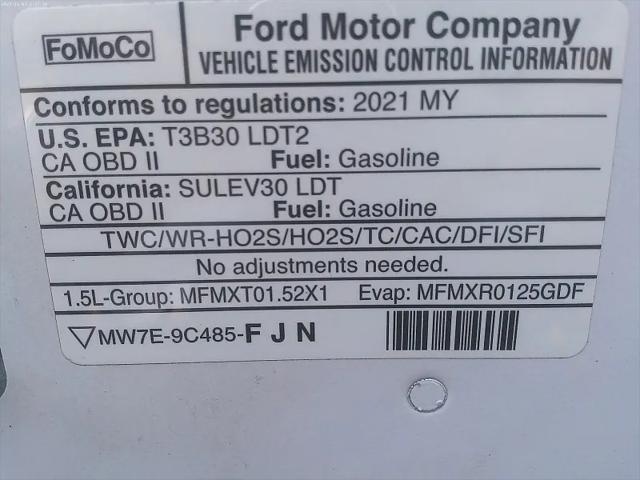 FoMoCo
Ford Motor Company
VEHICLE EMISSION CONTROL INFORMATION
Conforms to regulations: 2021 MY
U.S. EPA: T3B30 LDT2
CA OBD II Fuel: Gasoline
California: SULEV30 LDT
CA OBD II Fuel: Gasoline
TWC/WR-HO2S/HO2S/TC/CAC/DFI/SFI
No adjustments needed.
1.5L-Group: MFMXT01.52X1 Evap: MFMXR0125GDF
MW7E-9C485-F J N